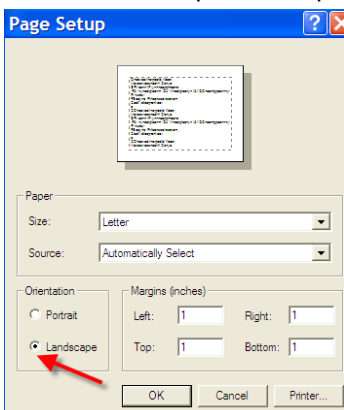 Page Setup
Paper
Size: Letter
Source: Automatically Select
Orientation
Margins (inches)
Portrait
Left: 1 Right: 1
Landscape
Top: 1 Bottom: 1
OK Cancel Printer...